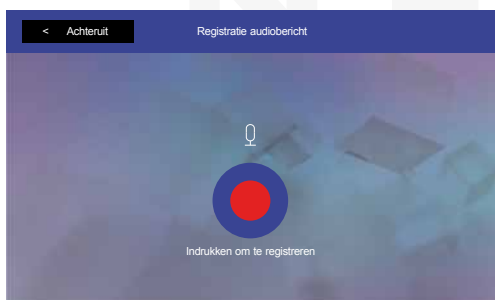 < Achteruit
Registratie audiobericht
Indrukken om te registreren